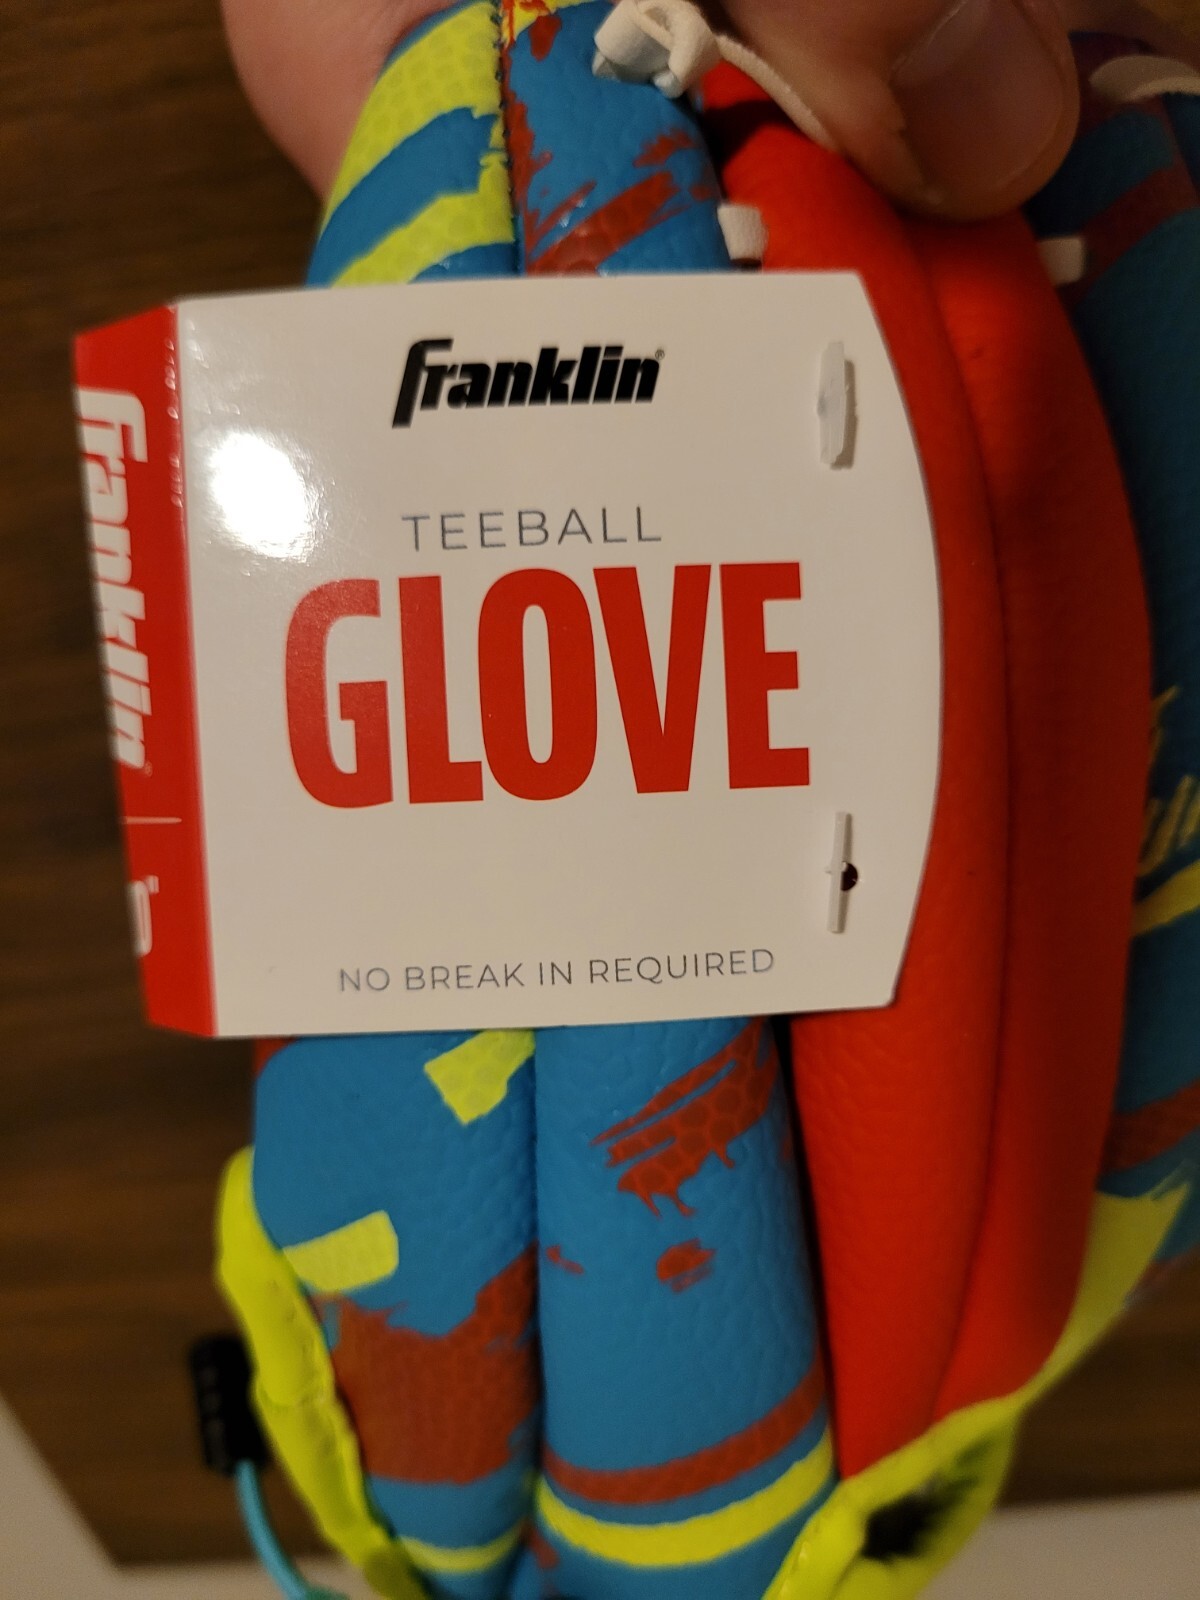 franklin
TEEBALL
GLOVE
NO BREAK IN REQUIRED
franklin